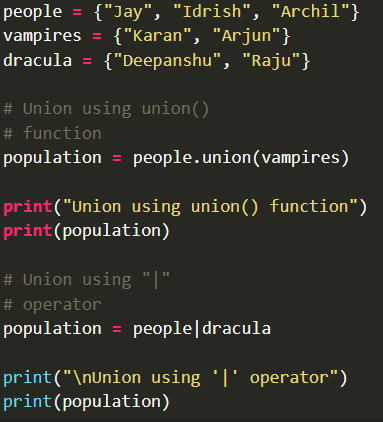 people = {"Jay", "Idrish", "Archil"}
vampires = {"Karan", "Arjun"}
dracula = {"Deepanshu", "Raju"}
# Union using union()
# function
population = people.union(vampires)
print("Union using union() function")
print(population)
# Union using "|"
# operator
population = people|dracula
print("\nUnion using '|' operator")
print(population)